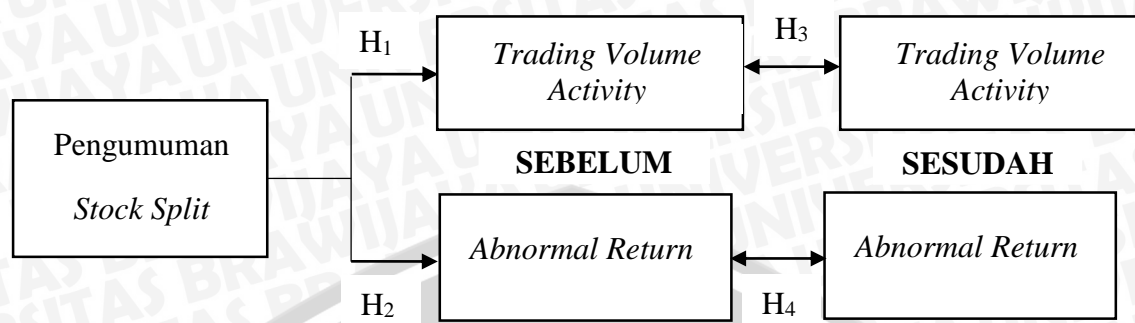 H₁
Trading Volume
Activity
H₃
Trading Volume
Activity
Pengumuman
Stock Split
SEBELUM
SESUDAH
Abnormal Return
Abnormal Return
H₂
H₄